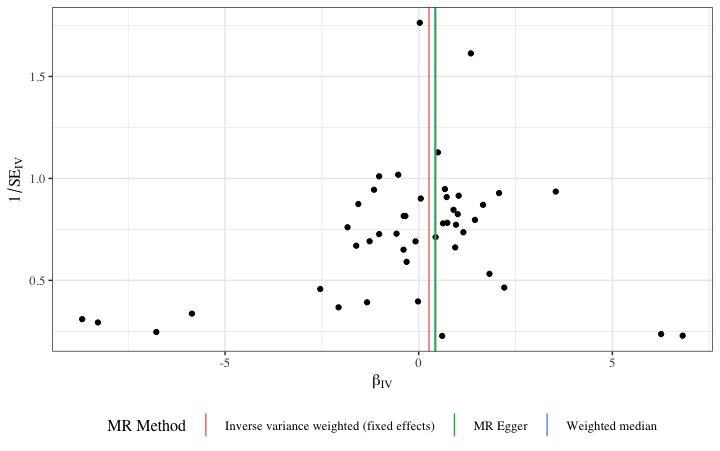 1/SE_IV
1.5
1.0
0.5
-5
0
5
β_IV
MR Method
Inverse variance weighted (fixed effects)
MR Egger
Weighted median